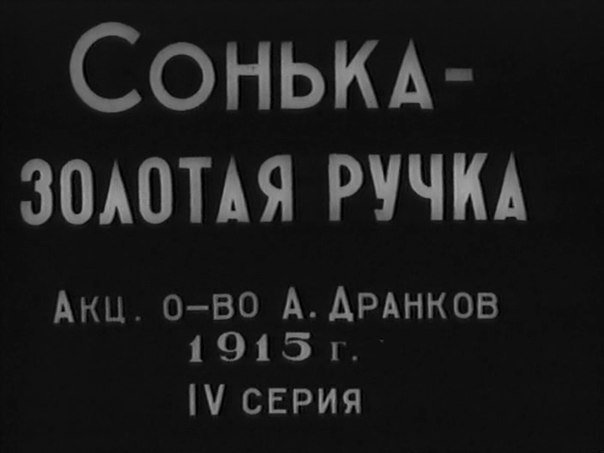 Сонька-
ЗОЛОТАЯ РУЧКА
Акц. о-во А. Дранков
1915 г.
IV СЕРИЯ